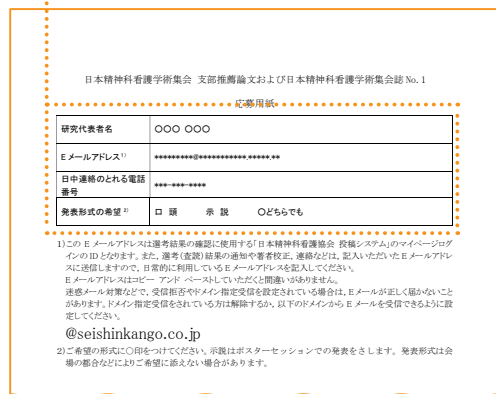 日本精神科看護学術集会 支部推薦論文および日本精神科看護学術集会誌 No. 1
応募用紙
研究代表者名 ○○○ ○○○
E メールアドレス1) *********@***********.*****.**
日中連絡のとれる電話
番号 ***-***-****
発表形式の希望 2) 口 頭 示 説 ○どちらでも
1)この E メールアドレスは選考結果の確認に使用する「日本精神科看護協会 投稿システム」のマイページログ
インの ID となります。また、選考(査読)結果の通知や著者校正、連絡などは、記入いただいた E メールアドレ
スに送信しますので、日常的に利用している E メールアドレスを記入してください。
E メールアドレスはコピー アンド ペーストしていただくと間違いがありません。
迷惑メール対策などで、受信拒否やドメイン指定受信を設定されている場合は、E メールが正しく届かないこと
があります。ドメイン指定受信をされている方は解除するか、以下のドメインから E メールを受信できるように設
定してください。
@seishinkango.co.jp
2)ご希望の形式に○印をつけてください。示説はポスターセッションでの発表をさします。発表形式は会
場の都合などによりご希望に添えない場合があります。